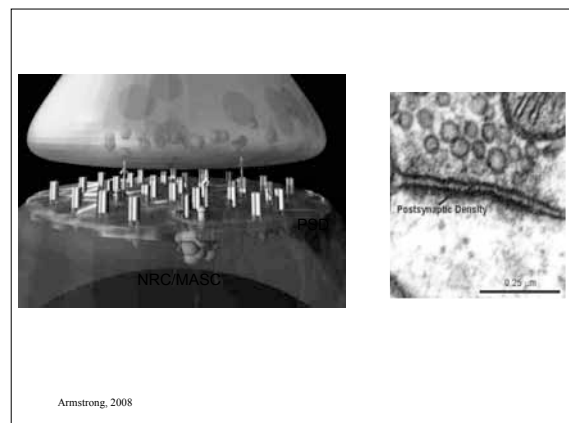 PSD
NRC/MASC
Postsynaptic Density
0.25 µm
Armstrong, 2008